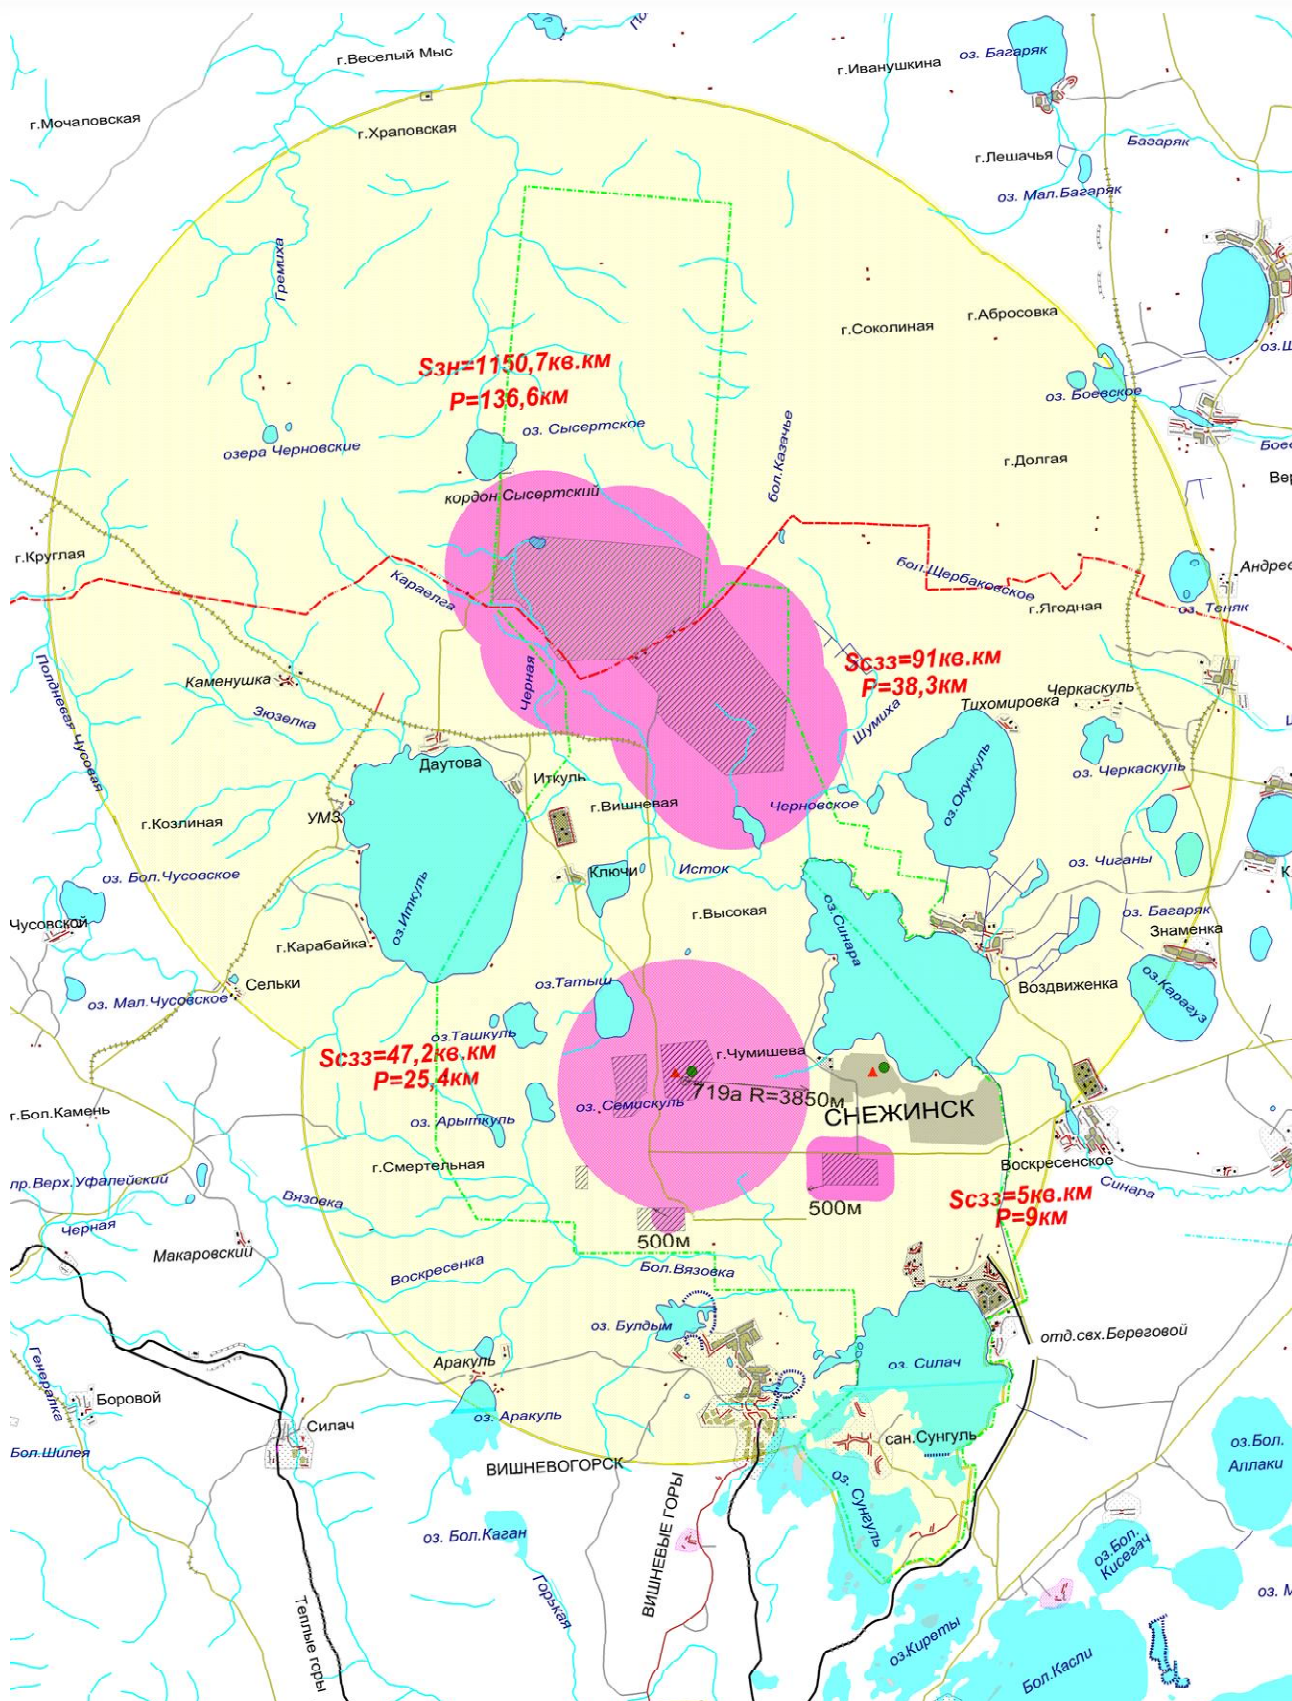 г.Веселый Мыс
г.Иванушкина
оз. Багаряк
г.Мочаловская
г.Храповская
г.Лешачья
Багаряк
оз. Мал.Багаряк
Гремиха
г.Соколиная
г.Абросовка
Sзн=1150,7кв.км
P=136,6км
оз. Боевское
озера Черновские
оз. Сысертское
бол.Казачье
г.Долгая
кордон Сысертский
г.Круглая
Караелга
бол.Щербаковское
г.Ягодная
оз. Теняк
Sсзз=91кв.км
P=38,3км
Полдневая Чусовая
Каменушка
Зюзелка
Черная
Шумиха
Тихомировка
Черкаскуль
Даутова
Иткуль
оз.Окункуль
оз. Черкаскуль
г.Козлиная
УМЗ
г.Вишневая
Черновское
оз. Бол.Чусовское
Ключи
Исток
оз. Чиганы
Чусовской
г.Карабайка
оз.Иткуль
г.Высокая
оз.Синара
оз. Багаряк
Знаменка
Сельки
оз. Мал.Чусовское
оз.Татыш
Воздвиженка
оз.Карагуз
оз.Ташкуль
Sсзз=47,2кв.км
P=25,4км
г.Чумишева
оз. Семискуль
719а R=3850м
СНЕЖИНСК
г.Бол.Камень
оз. Арыткуль
г.Смертельная
Воскресенское
пр.Верх.Уфалейский
Синара
Вязовка
Sсзз=5кв.км
P=9км
500м
Черная
Макаровский
500м
Воскресенка
Бол.Вязовка
оз. Булдым
отд.свх.Береговой
Генералка
Аракуль
оз. Силач
Боровой
Силач
оз. Аракуль
сан.Сунгуль
Бол.Шилея
ВИШНЕВОГОРСК
оз.Бол.
Аллаки
оз. Сунгуль
ВИШНЕВЫЕ ГОРЫ
оз. Бол.Каган
оз.Бол.
Кисегач
Горькая
Теплые горы
оз.Киреты
Бол.Касли